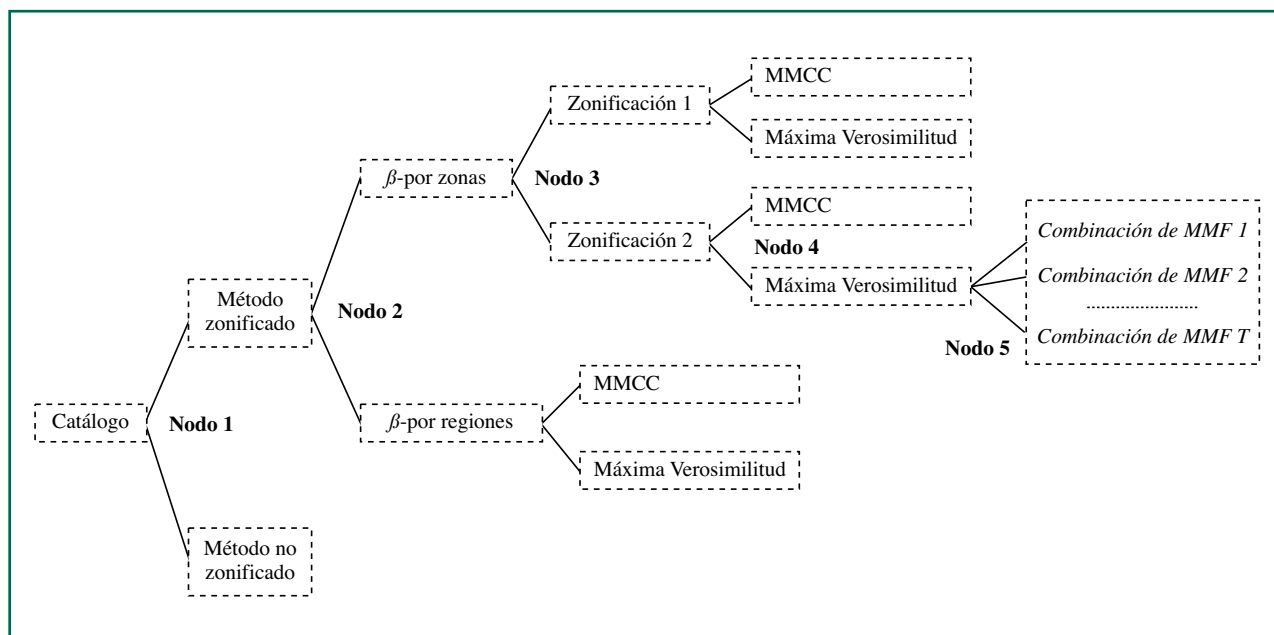 MMCC
Zonificación 1
Máxima Verosimilitud
β-por zonas
Nodo 3
MMCC
Zonificación 2
Nodo 4
Máxima Verosimilitud
Combinación de MMF 1
Combinación de MMF 2
.......................
Combinación de MMF T
Nodo 5
Método
zonificado
Nodo 2
MMCC
β-por regiones
Máxima Verosimilitud
Catálogo
Nodo 1
Método no
zonificado